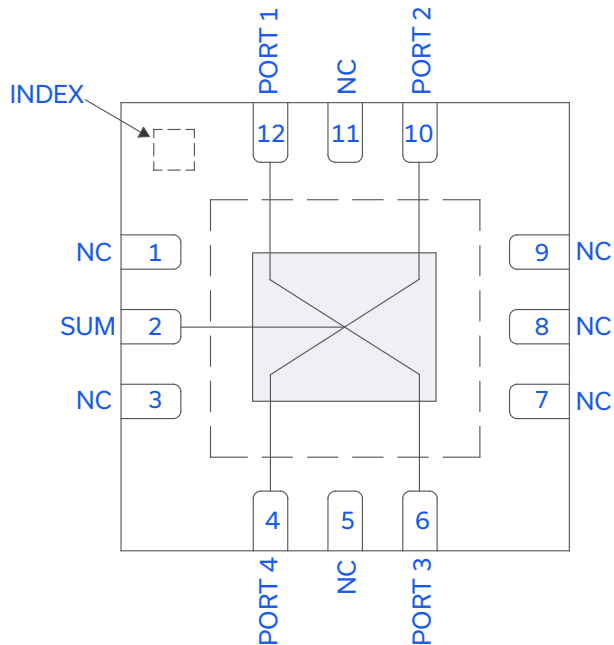 PORT 1
NC
PORT 2
INDEX
12
11
10
NC 1
9 NC
SUM 2
8 NC
NC 3
7 NC
4
5
6
PORT 4
NC
PORT 3